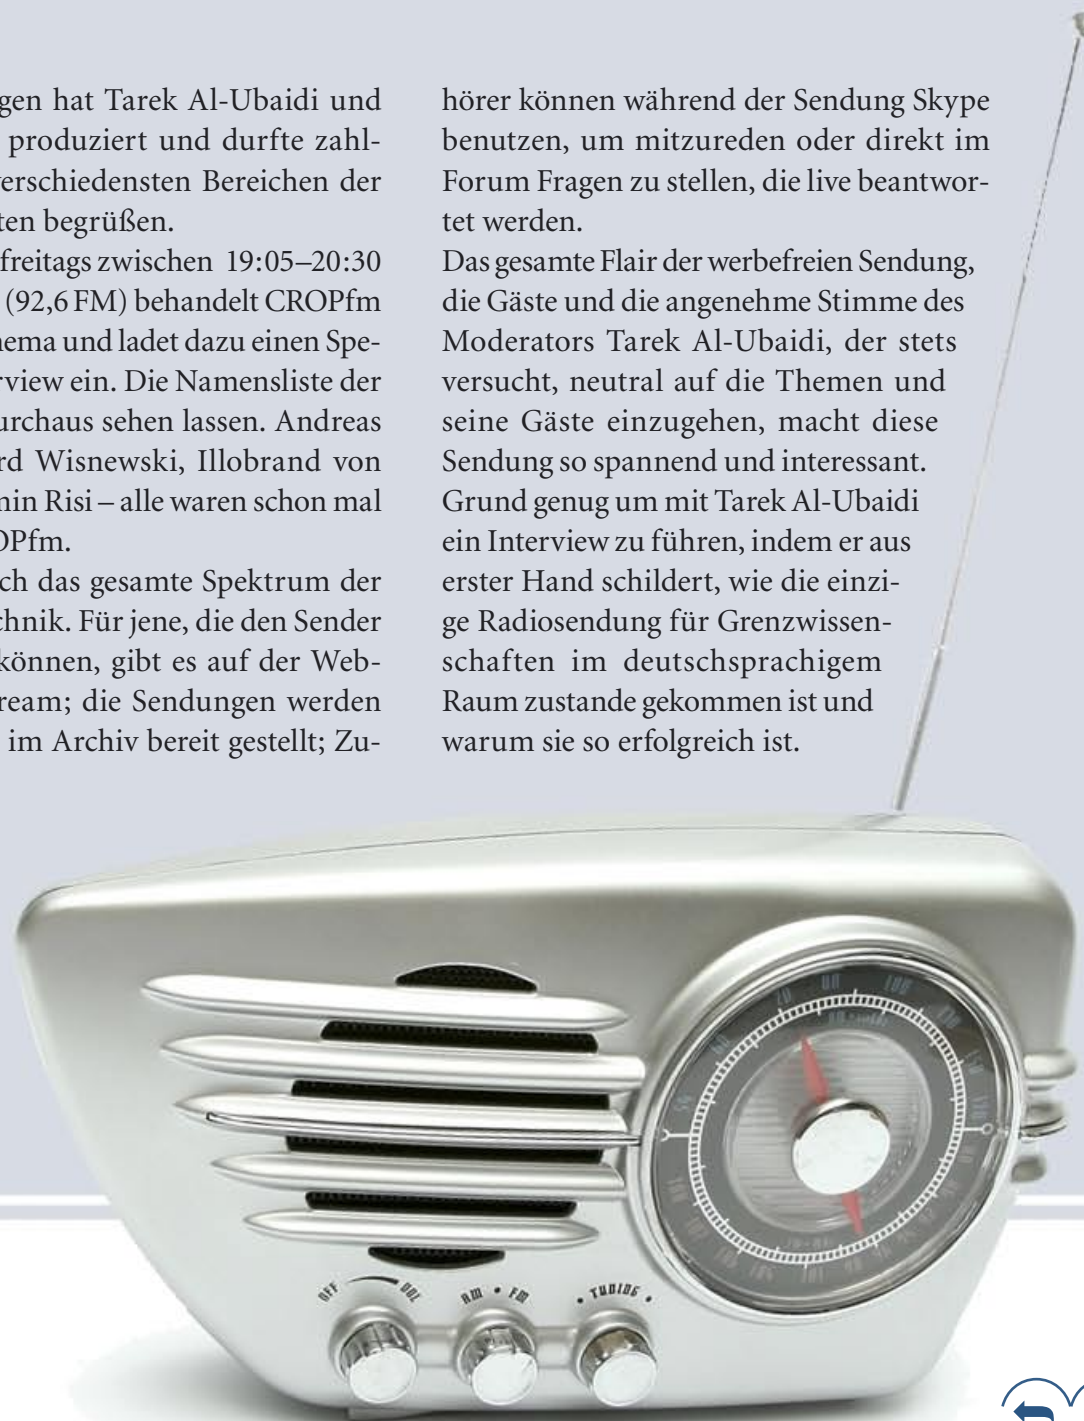 gen hat Tarek Al-Ubaidi und
produziert und durfte zahl-
verschiedensten Bereichen der
ten begrüßen.
freitags zwischen 19:05–20:30
(92,6 FM) behandelt CROPfm
hema und ladet dazu einen Spe-
rview ein. Die Namensliste der
urchaus sehen lassen. Andreas
rd Wisnewski, Illobrand von
min Risi – alle waren schon mal
OPfm.
ch das gesamte Spektrum der
chnik. Für jene, die den Sender
können, gibt es auf der Web-
ream; die Sendungen werden
im Archiv bereit gestellt; Zu-
hörer können während der Sendung Skype
benutzen, um mitzureden oder direkt im
Forum Fragen zu stellen, die live beantwor-
tet werden.
Das gesamte Flair der werbefreien Sendung,
die Gäste und die angenehme Stimme des
Moderators Tarek Al-Ubaidi, der stets
versucht, neutral auf die Themen und
seine Gäste einzugehen, macht diese
Sendung so spannend und interessant.
Grund genug um mit Tarek Al-Ubaidi
ein Interview zu führen, indem er aus
erster Hand schildert, wie die einzi-
ge Radiosendung für Grenzwissen-
schaften im deutschsprachigem
Raum zustande gekommen ist und
warum sie so erfolgreich ist.
OFF VOL
AM • FM
• TUNING •